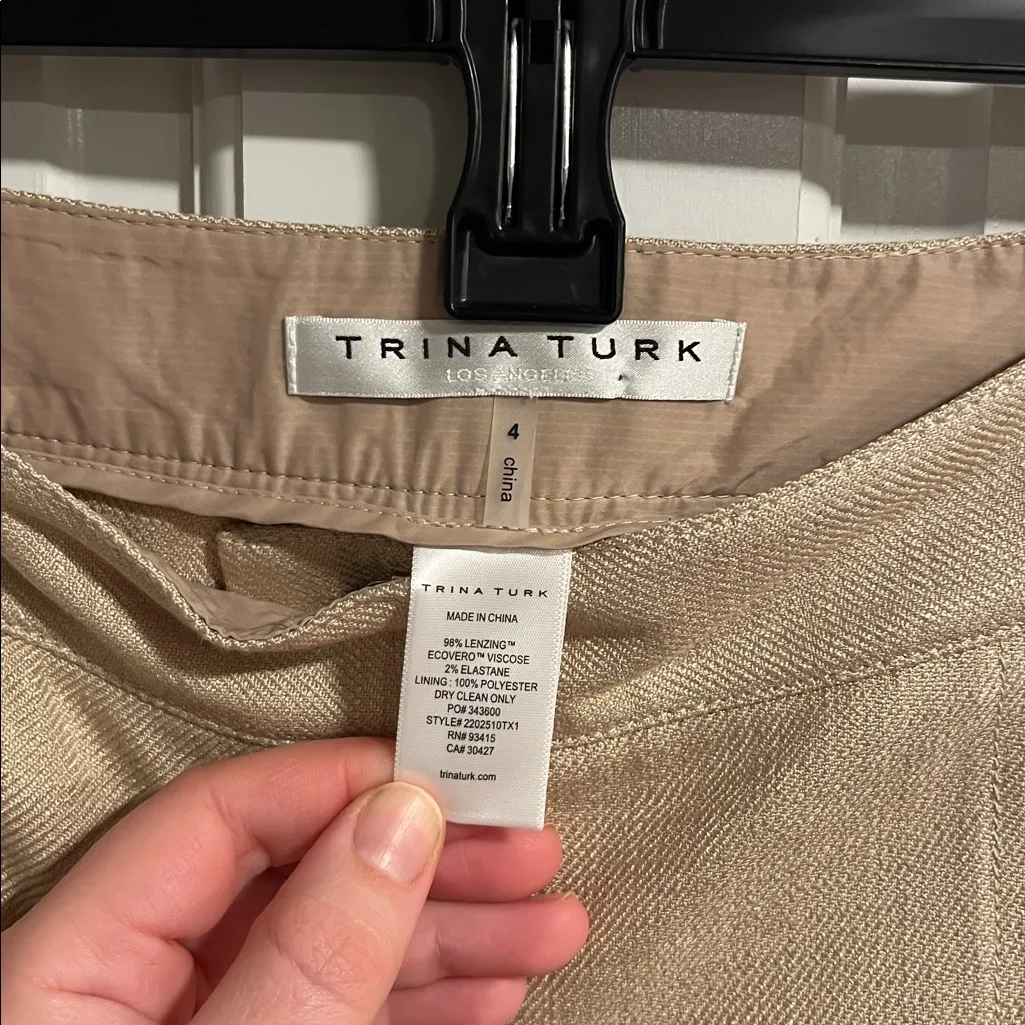 TRINA TURK
LOS ANGELES
4
china
TRINA TURK
MADE IN CHINA
98% LENZING™
ECOVERO™ VISCOSE
2% ELASTANE
LINING : 100% POLYESTER
DRY CLEAN ONLY
PO# 343600
STYLE# 2202510TX1
RN# 93415
CA# 30427
trinaturk.com